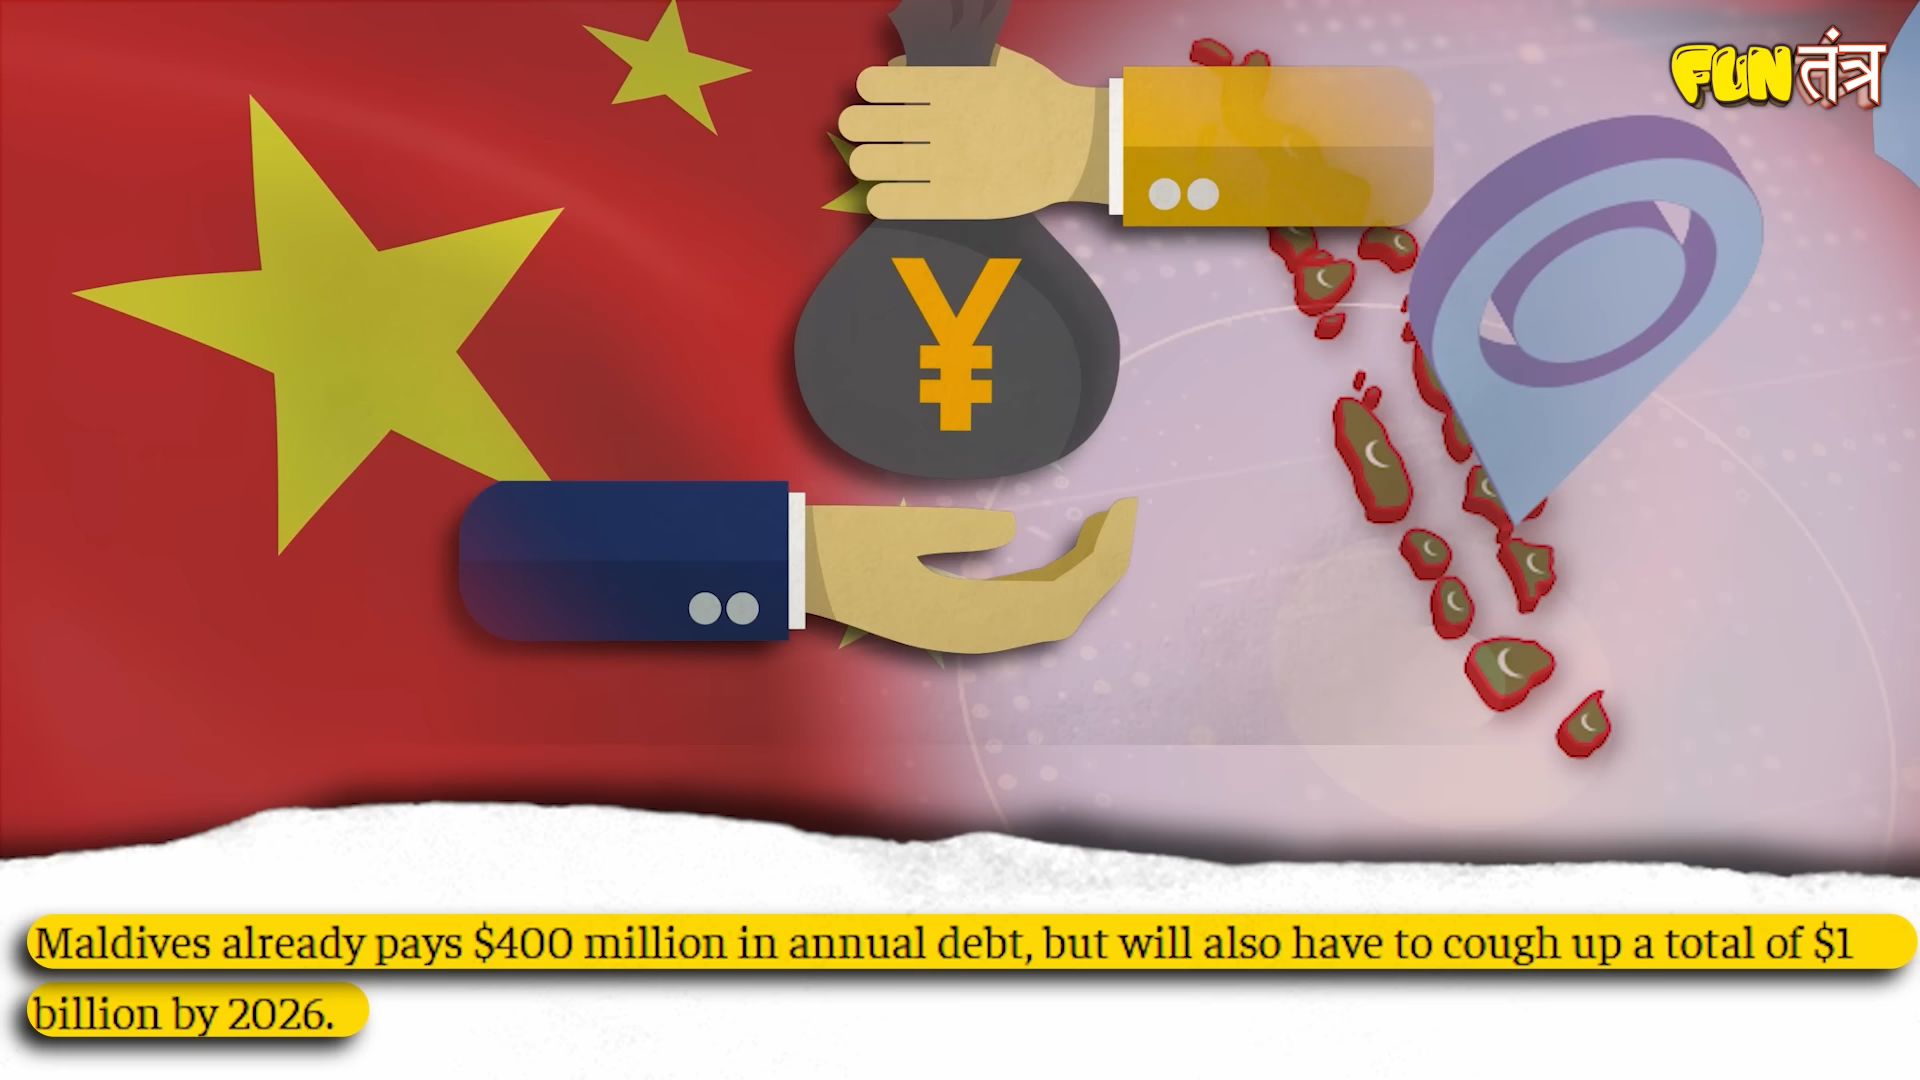 FUNतंत्र
¥
Maldives already pays $400 million in annual debt, but will also have to cough up a total of $1
billion by 2026.